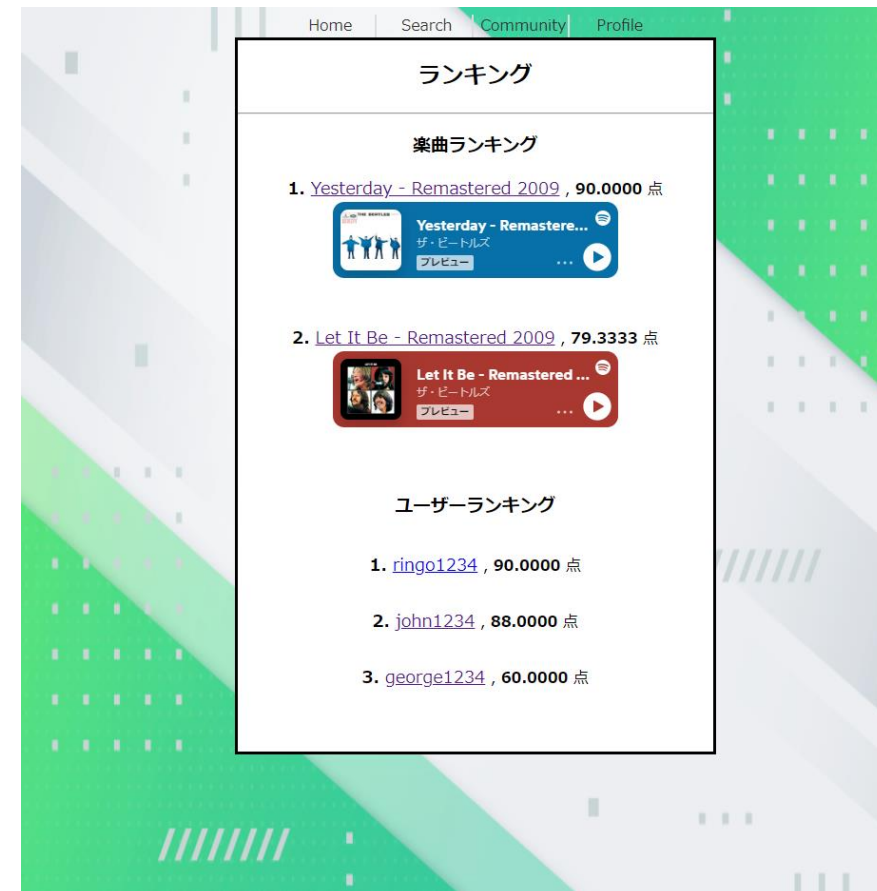 Home Search Community Profile
ランキング
楽曲ランキング
1. Yesterday - Remastered 2009 , 90.0000 点
Yesterday - Remastere...
ザ・ビートルズ
プレビュー
2. Let It Be - Remastered 2009 , 79.3333 点
Let It Be - Remastered ...
ザ・ビートルズ
プレビュー
ユーザーランキング
1. ringo1234 , 90.0000 点
2. john1234 , 88.0000 点
3. george1234 , 60.0000 点